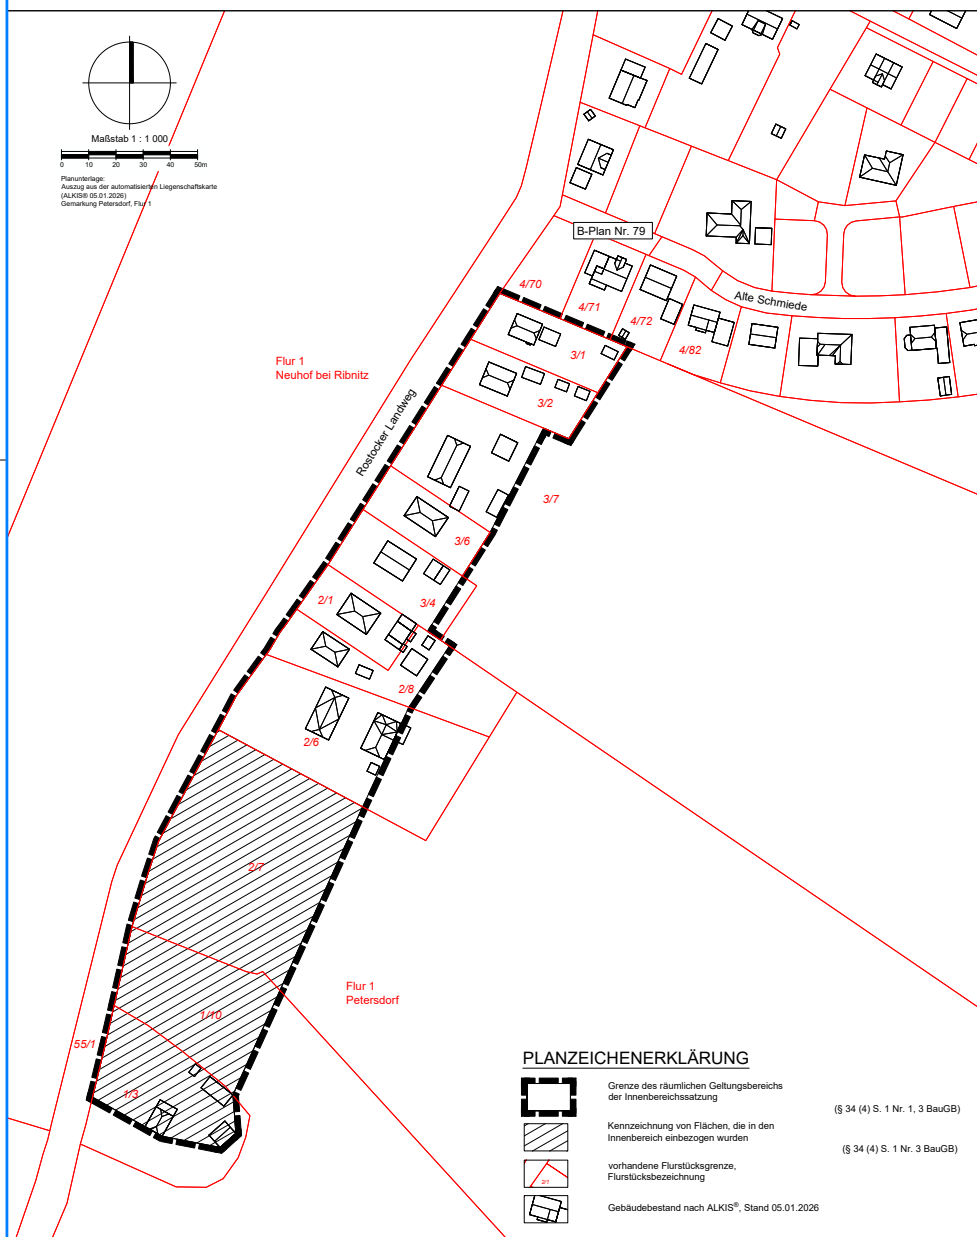 Maßstab 1 : 1 000
0 10 20 30 40 50m
Planunterlage:
Auszug aus der automatisierten Liegenschaftskarte
(ALKIS® 05.01.2026)
Gemarkung Petersdorf, Flur 1
B-Plan Nr. 79
4/70
4/71
4/72
4/82
Alte Schmiede
Flur 1
Neuhof bei Ribnitz
Rostocker Landweg
3/1
3/2
3/7
3/6
3/4
2/1
2/8
2/6
2/7
Flur 1
Petersdorf
1/10
55/1
1/3
PLANZEICHENERKLÄRUNG
Grenze des räumlichen Geltungsbereichs
der Innenbereichssatzung
(§ 34 (4) S. 1 Nr. 1, 3 BauGB)
Kennzeichnung von Flächen, die in den
Innenbereich einbezogen wurden
(§ 34 (4) S. 1 Nr. 3 BauGB)
2/1
vorhandene Flurstücksgrenze,
Flurstücksbezeichnung
Gebäudebestand nach ALKIS®, Stand 05.01.2026